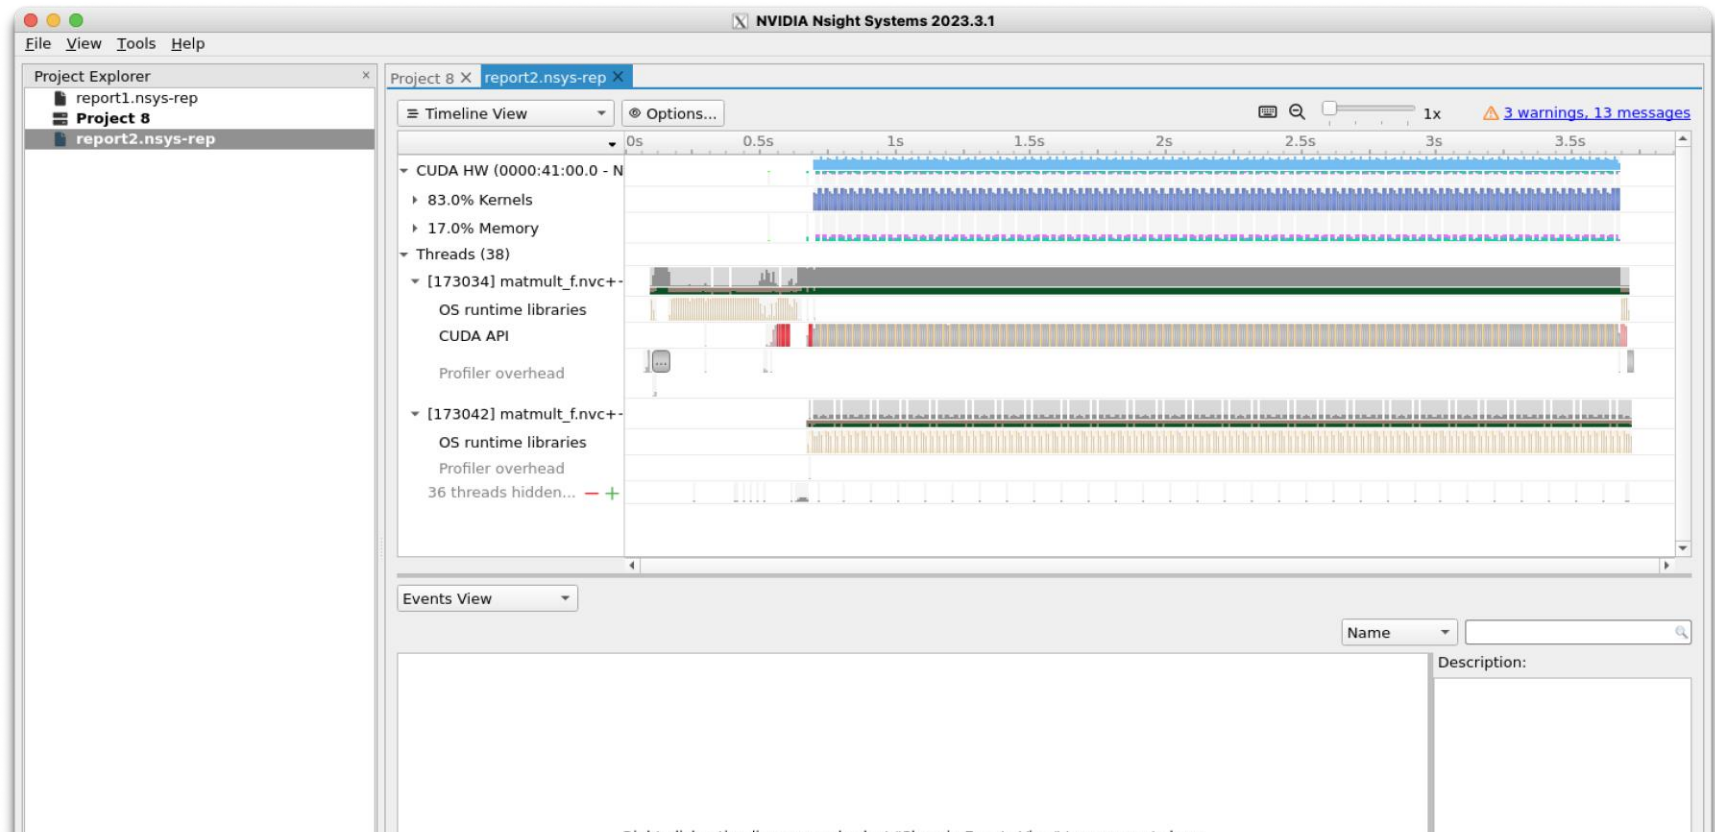 NVIDIA Nsight Systems 2023.3.1
File View Tools Help
Project Explorer
report1.nsys-rep
Project 8
report2.nsys-rep
Project 8 report2.nsys-rep
Timeline View Options... 1x 3 warnings, 13 messages
0s 0.5s 1s 1.5s 2s 2.5s 3s 3.5s
CUDA HW (0000:41:00.0 - N
83.0% Kernels
17.0% Memory
Threads (38)
[173034] matmult_f.nvc+-
OS runtime libraries
CUDA API
...
Profiler overhead
[173042] matmult_f.nvc+-
OS runtime libraries
Profiler overhead
36 threads hidden...
Events View
Name
Description: